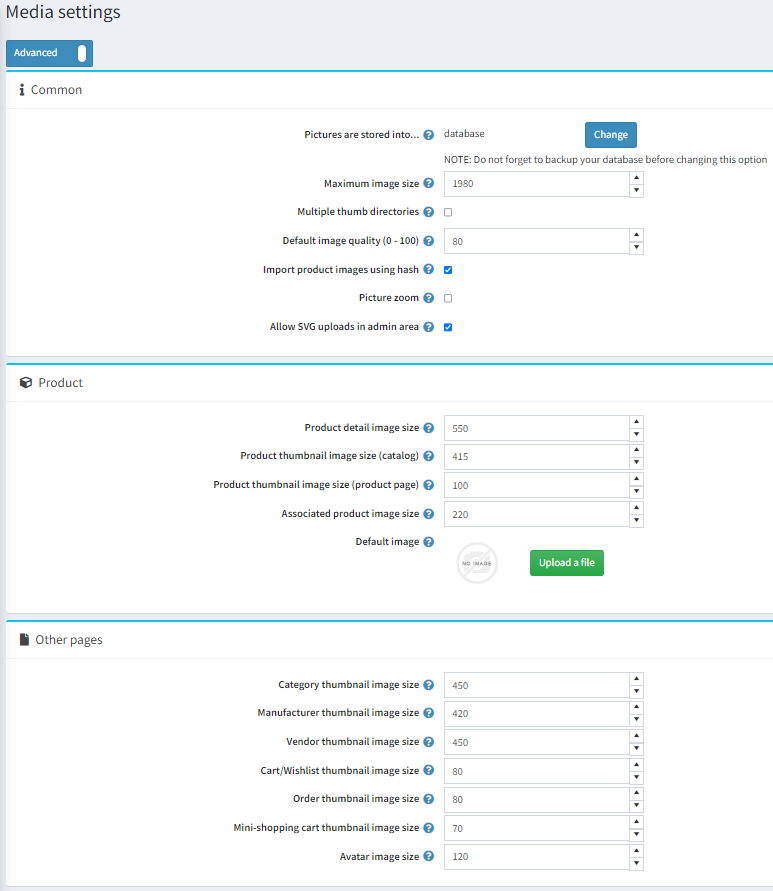 Media settings
Advanced
Common
Pictures are stored into... ? database Change
NOTE: Do not forget to backup your database before changing this option
Maximum image size ? 1980
Multiple thumb directories ?
Default image quality (0 - 100) ? 80
Import product images using hash ?
Picture zoom ?
Allow SVG uploads in admin area ?
Product
Product detail image size ? 550
Product thumbnail image size (catalog) ? 415
Product thumbnail image size (product page) ? 100
Associated product image size ? 220
Default image ?
NO IMAGE Upload a file
Other pages
Category thumbnail image size ? 450
Manufacturer thumbnail image size ? 420
Vendor thumbnail image size ? 450
Cart/Wishlist thumbnail image size ? 80
Order thumbnail image size ? 80
Mini-shopping cart thumbnail image size ? 70
Avatar image size ? 120